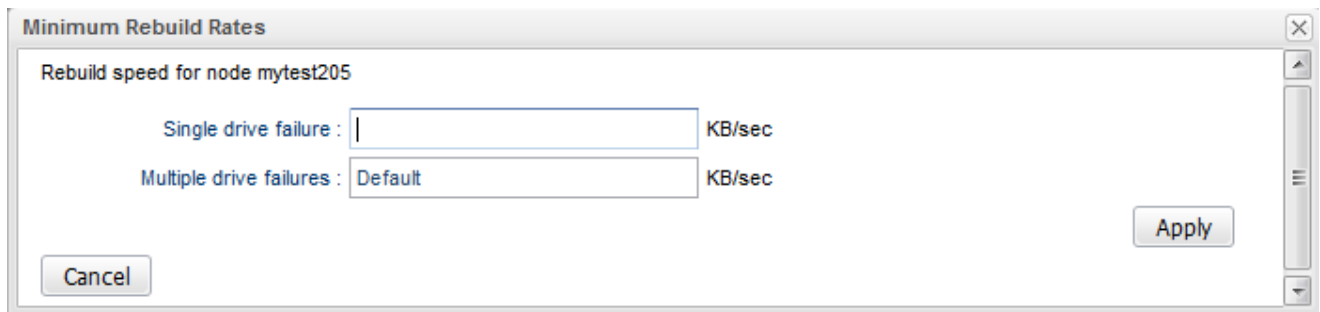 Minimum Rebuild Rates
Rebuild speed for node mytest205
Single drive failure : KB/sec
Multiple drive failures : Default KB/sec
Apply
Cancel